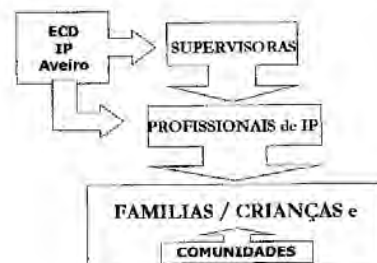 ECD
IP
Aveiro
SUPERVISORAS
PROFISSIONAIS de IP
FAMILIAS / CRIANÇAS e
COMUNIDADES